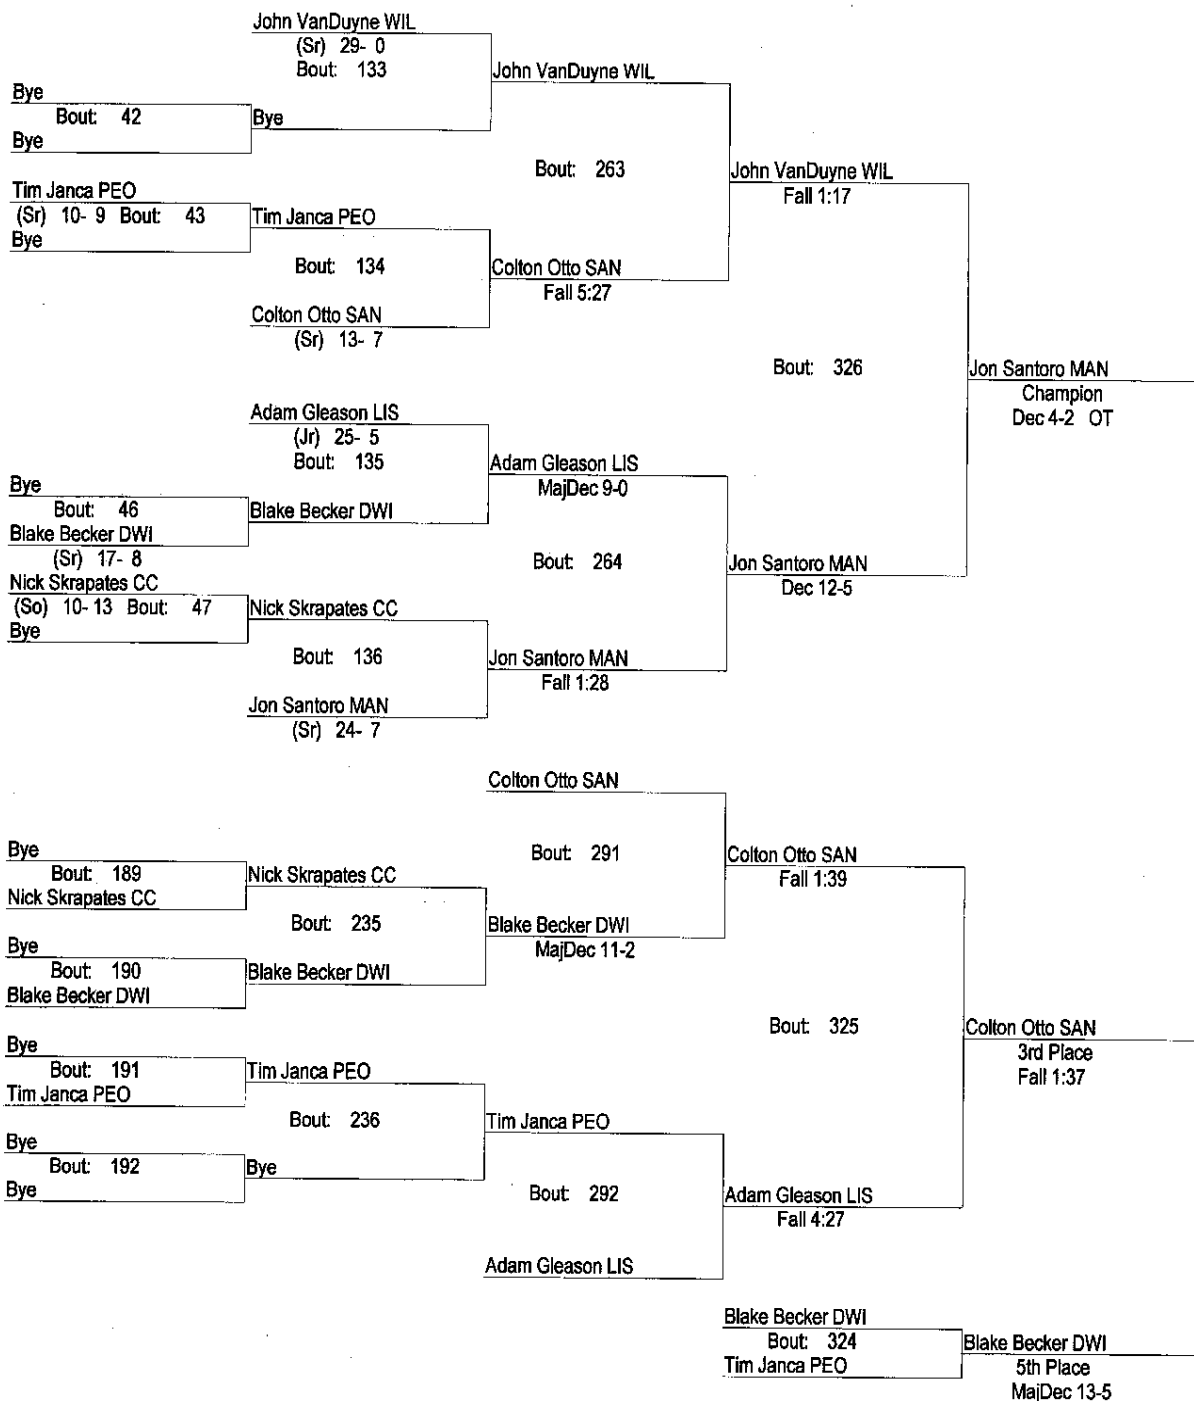 John VanDuyne WIL
(Sr) 29- 0
Bout: 133
John VanDuyne WIL
Bye
Bout: 42
Bye
Bye
Bout: 263
John VanDuyne WIL
Fall 1:17
Tim Janca PEO
(Sr) 10- 9 Bout: 43
Bye
Tim Janca PEO
Bout: 134
Colton Otto SAN
Fall 5:27
Colton Otto SAN
(Sr) 13- 7
Bout: 326
Jon Santoro MAN
Champion
Dec 4-2 OT
Adam Gleason LIS
(Jr) 25- 5
Bout: 135
Adam Gleason LIS
MajDec 9-0
Bye
Bout: 46
Blake Becker DWI
Blake Becker DWI
(Sr) 17- 8
Bout: 264
Jon Santoro MAN
Dec 12-5
Nick Skrapates CC
(So) 10- 13 Bout: 47
Bye
Nick Skrapates CC
Bout: 136
Jon Santoro MAN
Fall 1:28
Jon Santoro MAN
(Sr) 24- 7
Colton Otto SAN
Bout: 291
Colton Otto SAN
Fall 1:39
Bye
Bout: 189
Nick Skrapates CC
Nick Skrapates CC
Bout: 235
Blake Becker DWI
MajDec 11-2
Bye
Bout: 190
Blake Becker DWI
Blake Becker DWI
Bout: 325
Colton Otto SAN
3rd Place
Fall 1:37
Bye
Bout: 191
Tim Janca PEO
Tim Janca PEO
Bout: 236
Tim Janca PEO
Bye
Bout: 192
Bye
Bye
Bout: 292
Adam Gleason LIS
Fall 4:27
Adam Gleason LIS
Blake Becker DWI
Bout: 324
Tim Janca PEO
Blake Becker DWI
5th Place
MajDec 13-5